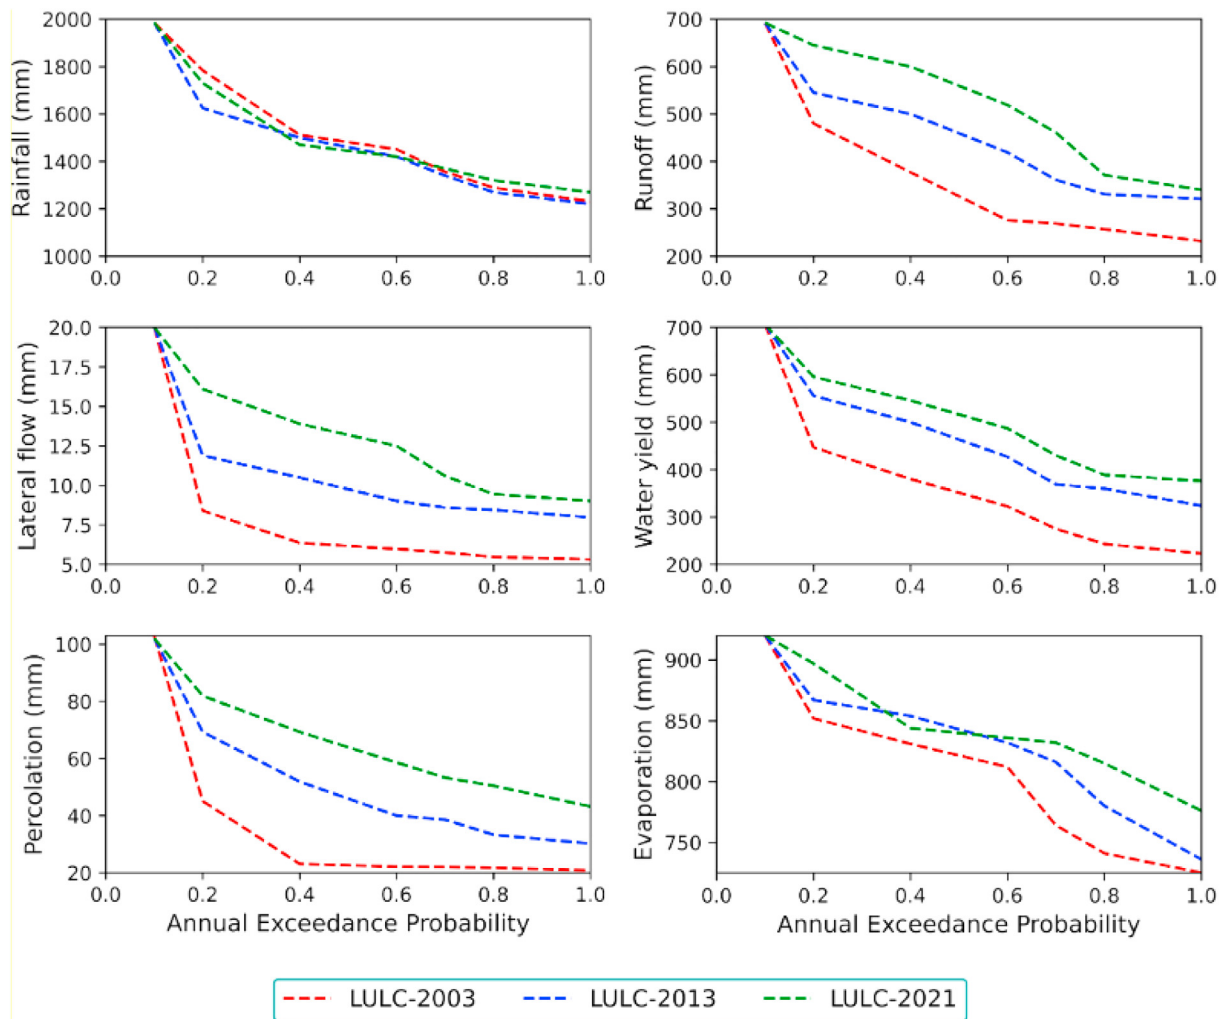 Rainfall (mm)
2000
1800
1600
1400
1200
1000
0.0 0.2 0.4 0.6 0.8 1.0
Runoff (mm)
700
600
500
400
300
200
0.0 0.2 0.4 0.6 0.8 1.0
Lateral flow (mm)
20.0
17.5
15.0
12.5
10.0
7.5
5.0
0.0 0.2 0.4 0.6 0.8 1.0
Water yield (mm)
700
600
500
400
300
200
0.0 0.2 0.4 0.6 0.8 1.0
Percolation (mm)
100
80
60
40
20
0.0 0.2 0.4 0.6 0.8 1.0
Annual Exceedance Probability
Evaporation (mm)
900
850
800
750
0.0 0.2 0.4 0.6 0.8 1.0
Annual Exceedance Probability
LULC-2003 LULC-2013 LULC-2021